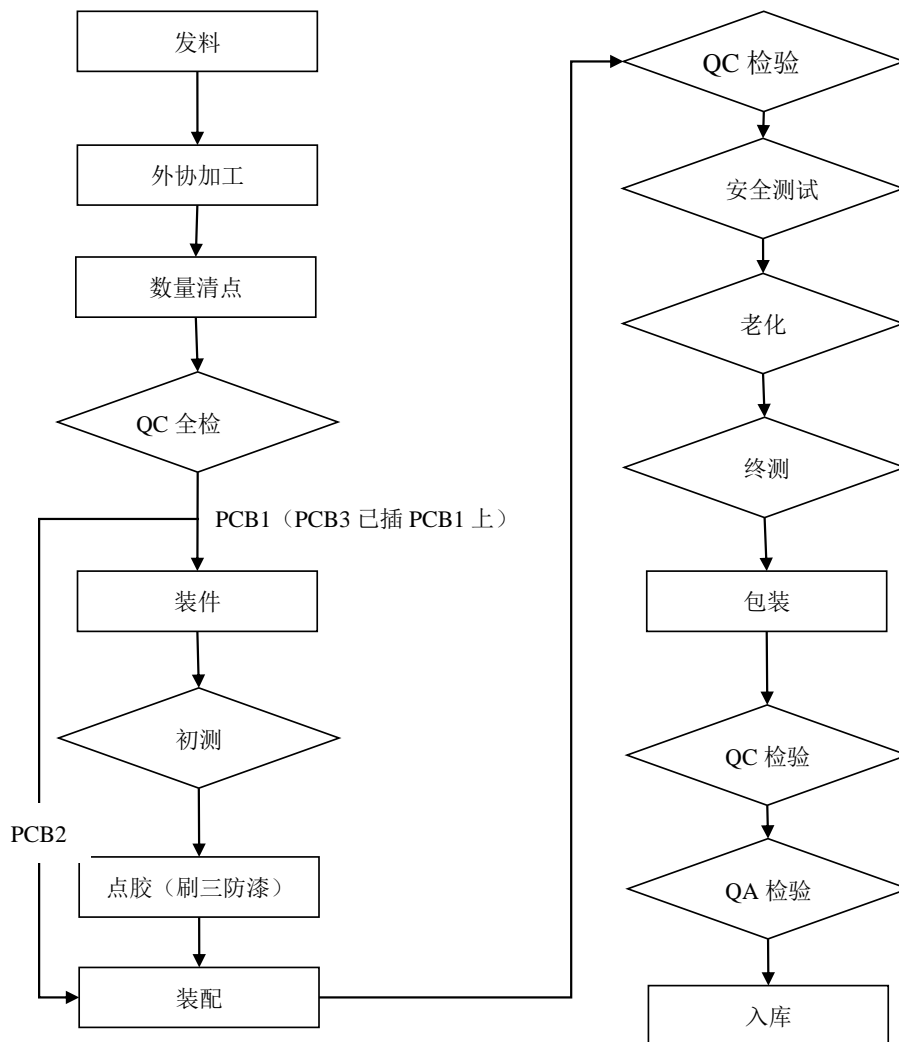 发料
外协加工
数量清点
QC 全检
PCB1（PCB3 已插 PCB1 上）
装件
初测
PCB2
点胶（刷三防漆）
装配
QC 检验
安全测试
老化
终测
包装
QC 检验
QA 检验
入库